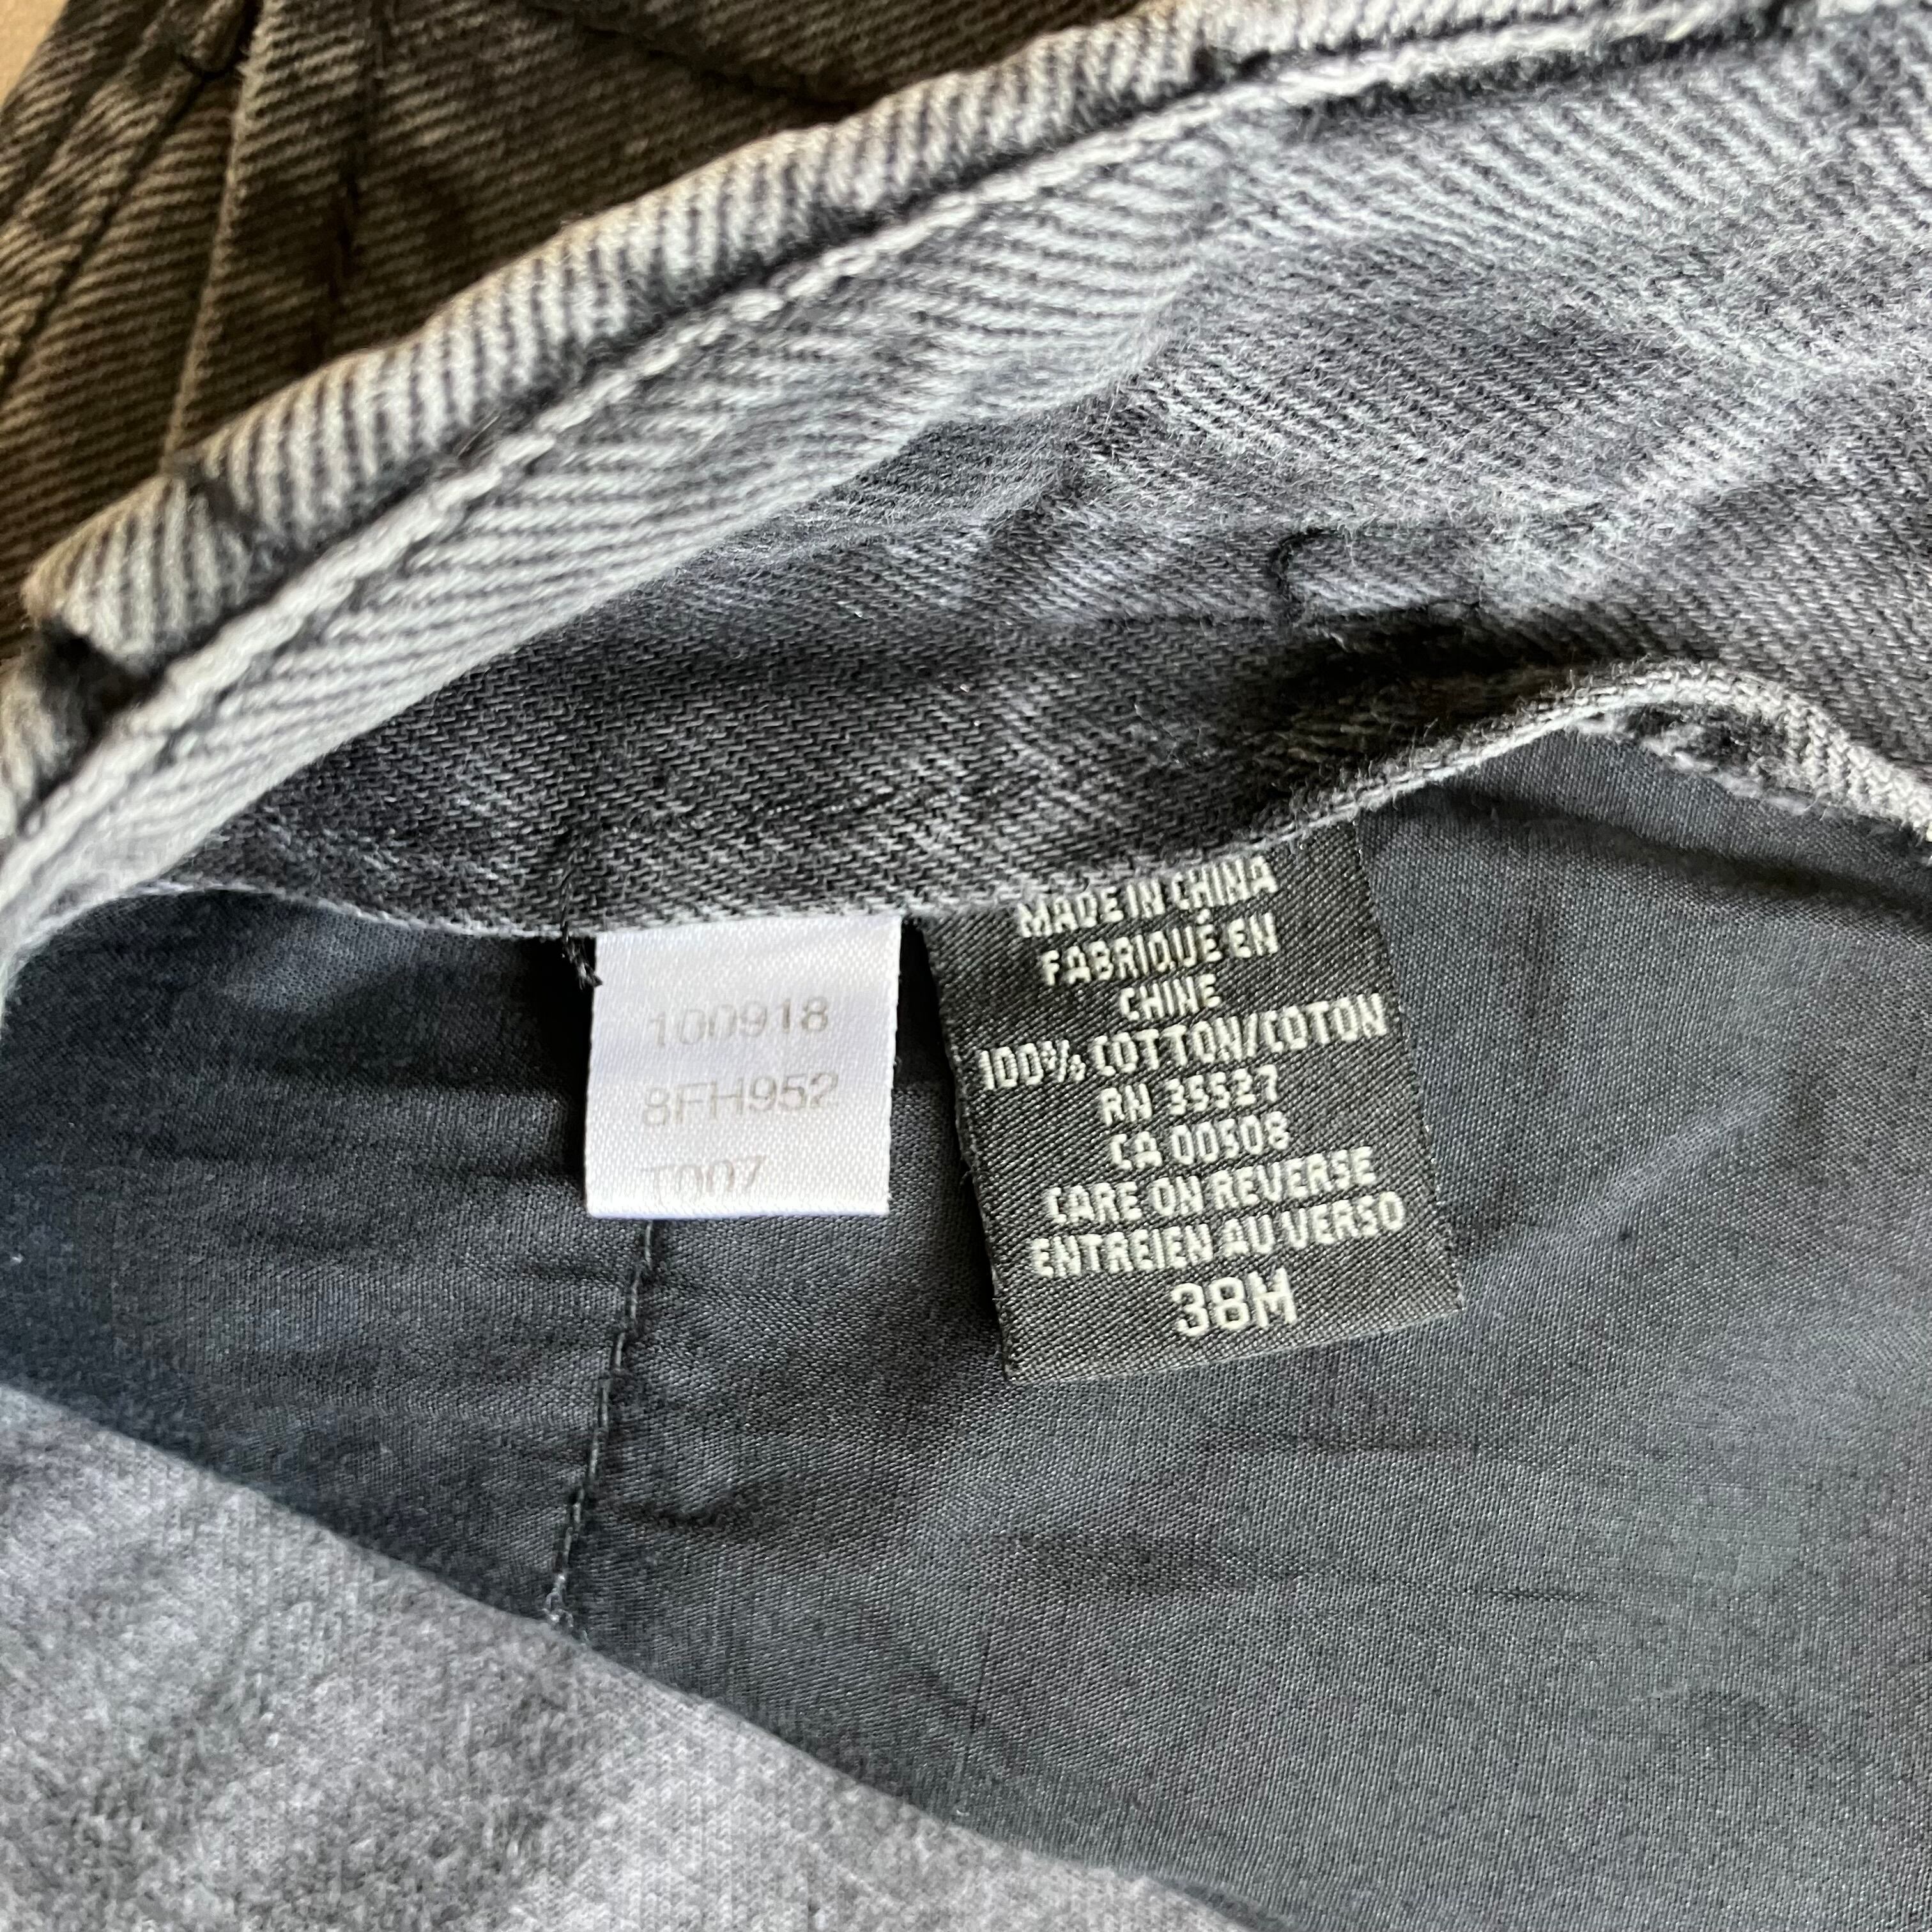 100918
8FH952
T007
MADE IN CHINA
FABRIQUÉ EN
CHINE
100% COTTON/COTON
RN 35527
CA 00508
CARE ON REVERSE
ENTREIEN AU VERSO
38M